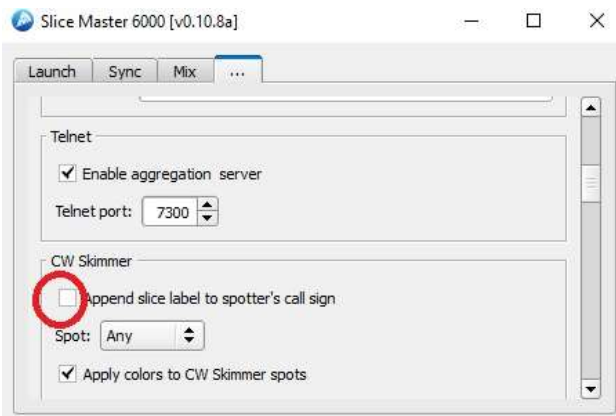 Slice Master 6000 [v0.10.8a]
Launch Sync Mix ...
Telnet
Enable aggregation server
Telnet port: 7300
CW Skimmer
Append slice label to spotter's call sign
Spot: Any
Apply colors to CW Skimmer spots